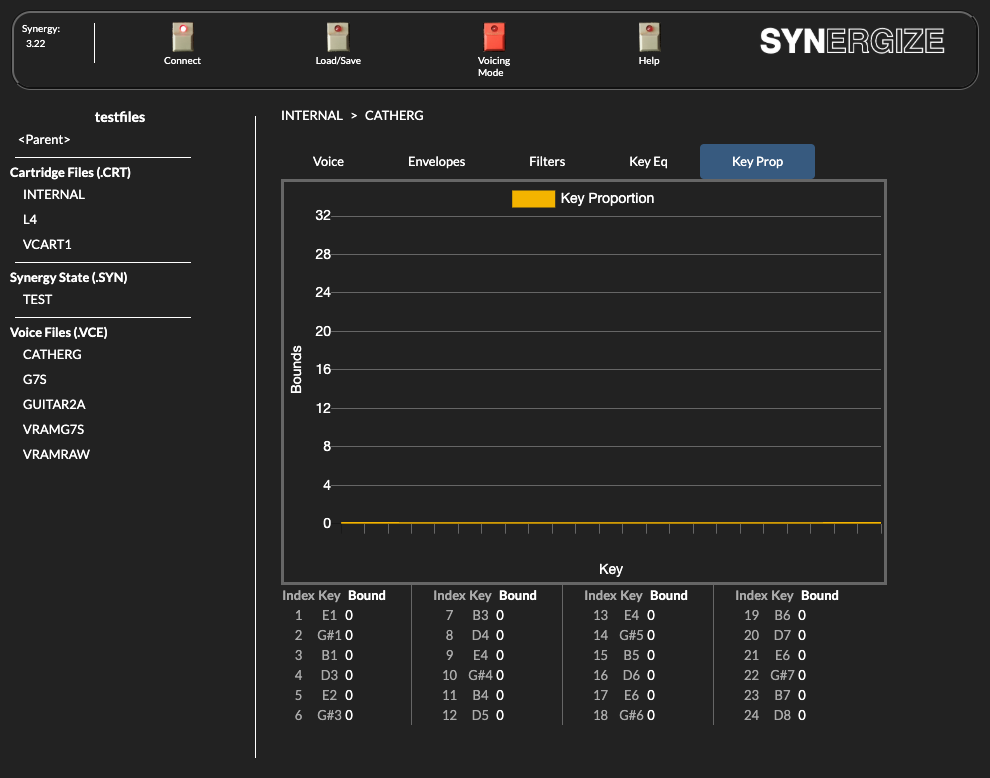 Synergy:
3.22
Connect
Load/Save
Voicing
Mode
Help
SYNERGIZE
testfiles
<Parent>
Cartridge Files (.CRT)
INTERNAL
L4
VCART1
Synergy State (.SYN)
TEST
Voice Files (.VCE)
CATHERG
G7S
GUITAR2A
VRAMG7S
VRAMRAW
INTERNAL > CATHERG
Voice Envelopes Filters Key Eq Key Prop
Key Proportion
32
28
24
20
16
12
8
4
0
Bounds
Key
Index Key Bound Index Key Bound Index Key Bound Index Key Bound
1 E1 0 7 B3 0 13 E4 0 19 B6 0
2 G#1 0 8 D4 0 14 G#5 0 20 D7 0
3 B1 0 9 E4 0 15 B5 0 21 E6 0
4 D3 0 10 G#4 0 16 D6 0 22 G#7 0
5 E2 0 11 B4 0 17 E6 0 23 B7 0
6 G#3 0 12 D5 0 18 G#6 0 24 D8 0